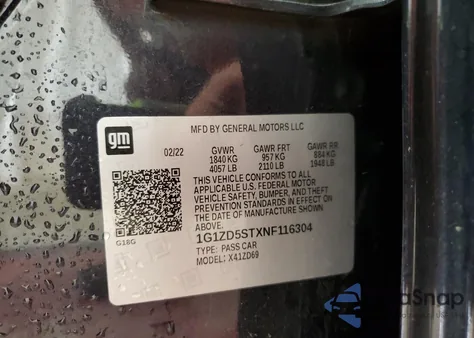 MFD BY GENERAL MOTORS LLC
gm
02/22 GVWR GAWR FRT GAWR RR
1840 KG 957 KG 884 KG
4057 LB 2110 LB 1948 LB
THIS VEHICLE CONFORMS TO ALL
APPLICABLE U.S. FEDERAL MOTOR
VEHICLE SAFETY, BUMPER, AND THEFT
PREVENTION STANDARDS IN EFFECT ON
THE DATE OF MANUFACTURE SHOWN
ABOVE.
G18G
1G1ZD5STXNF116304
TYPE: PASS CAR
MODEL: X41ZD69